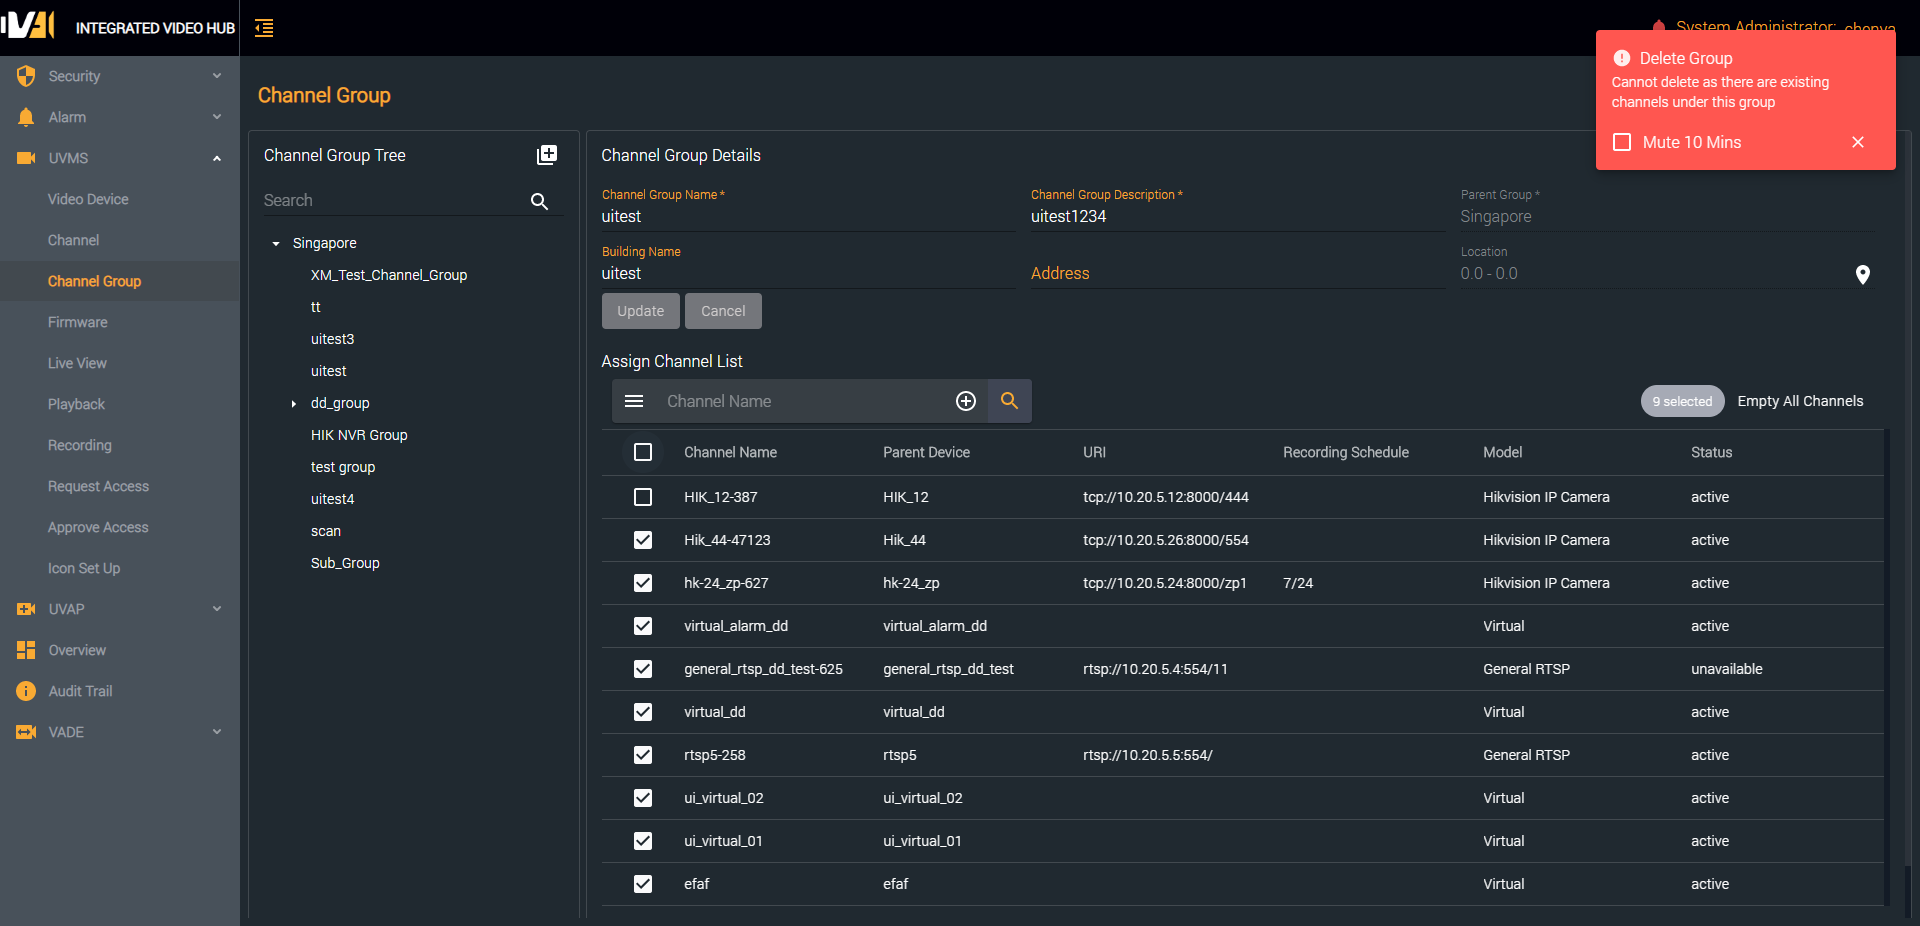 IVH INTEGRATED VIDEO HUB
System Administrator: chenya
Delete Group
Cannot delete as there are existing
channels under this group
Mute 10 Mins
Security
Alarm
UVMS
Video Device
Channel
Channel Group
Firmware
Live View
Playback
Recording
Request Access
Approve Access
Icon Set Up
UVAP
Overview
Audit Trail
VADE
Channel Group
Channel Group Tree
Search
Singapore
XM_Test_Channel_Group
tt
uitest3
uitest
dd_group
HIK NVR Group
test group
uitest4
scan
Sub_Group
Channel Group Details
Channel Group Name * Channel Group Description * Parent Group *
uitest uitest1234 Singapore
Building Name Location
uitest Address 0.0 - 0.0
Update Cancel
Assign Channel List
Channel Name 9 selected Empty All Channels
Channel Name Parent Device URI Recording Schedule Model Status
HIK_12-387 HIK_12 tcp://10.20.5.12:8000/444 Hikvision IP Camera active
Hik_44-47123 Hik_44 tcp://10.20.5.26:8000/554 Hikvision IP Camera active
hk-24_zp-627 hk-24_zp tcp://10.20.5.24:8000/zp1 7/24 Hikvision IP Camera active
virtual_alarm_dd virtual_alarm_dd Virtual active
general_rtsp_dd_test-625 general_rtsp_dd_test rtsp://10.20.5.4:554/11 General RTSP unavailable
virtual_dd virtual_dd Virtual active
rtsp5-258 rtsp5 rtsp://10.20.5.5:554/ General RTSP active
ui_virtual_02 ui_virtual_02 Virtual active
ui_virtual_01 ui_virtual_01 Virtual active
efaf efaf Virtual active